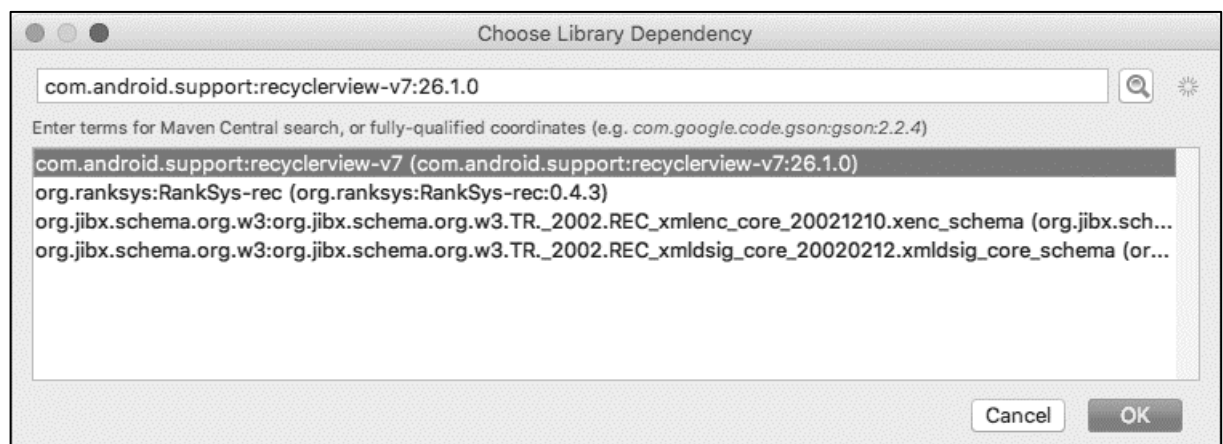 Choose Library Dependency
com.android.support:recyclerview-v7:26.1.0
Enter terms for Maven Central search, or fully-qualified coordinates (e.g. com.google.code.gson:gson:2.2.4)
com.android.support:recyclerview-v7 (com.android.support:recyclerview-v7:26.1.0)
org.ranksys:RankSys-rec (org.ranksys:RankSys-rec:0.4.3)
org.jibx.schema.org.w3:org.jibx.schema.org.w3.TR._2002.REC_xmlenc_core_20021210.xenc_schema (org.jibx.sch...
org.jibx.schema.org.w3:org.jibx.schema.org.w3.TR._2002.REC_xmldsig_core_20020212.xmldsig_core_schema (or...
Cancel OK